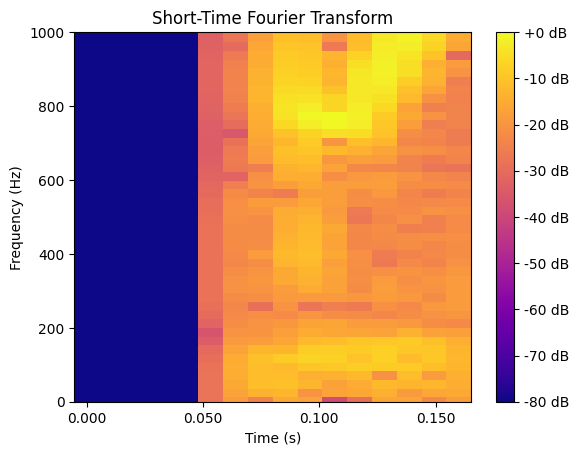 Short-Time Fourier Transform
Frequency (Hz)
1000
800
600
400
200
0
0.000
0.050
0.100
0.150
Time (s)
+0 dB
-10 dB
-20 dB
-30 dB
-40 dB
-50 dB
-60 dB
-70 dB
-80 dB